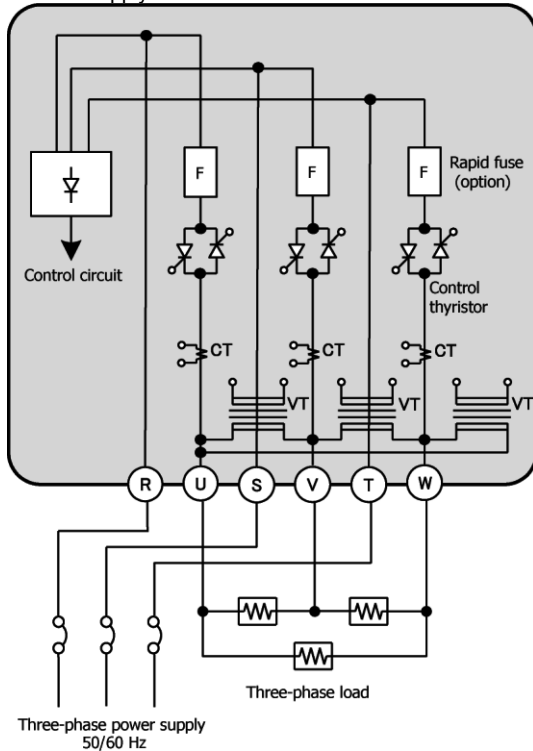 F
F
F
Rapid fuse
(option)
Control circuit
Control
thyristor
CT
CT
CT
VT
VT
VT
R
U
S
V
T
W
Three-phase load
Three-phase power supply
50/60 Hz